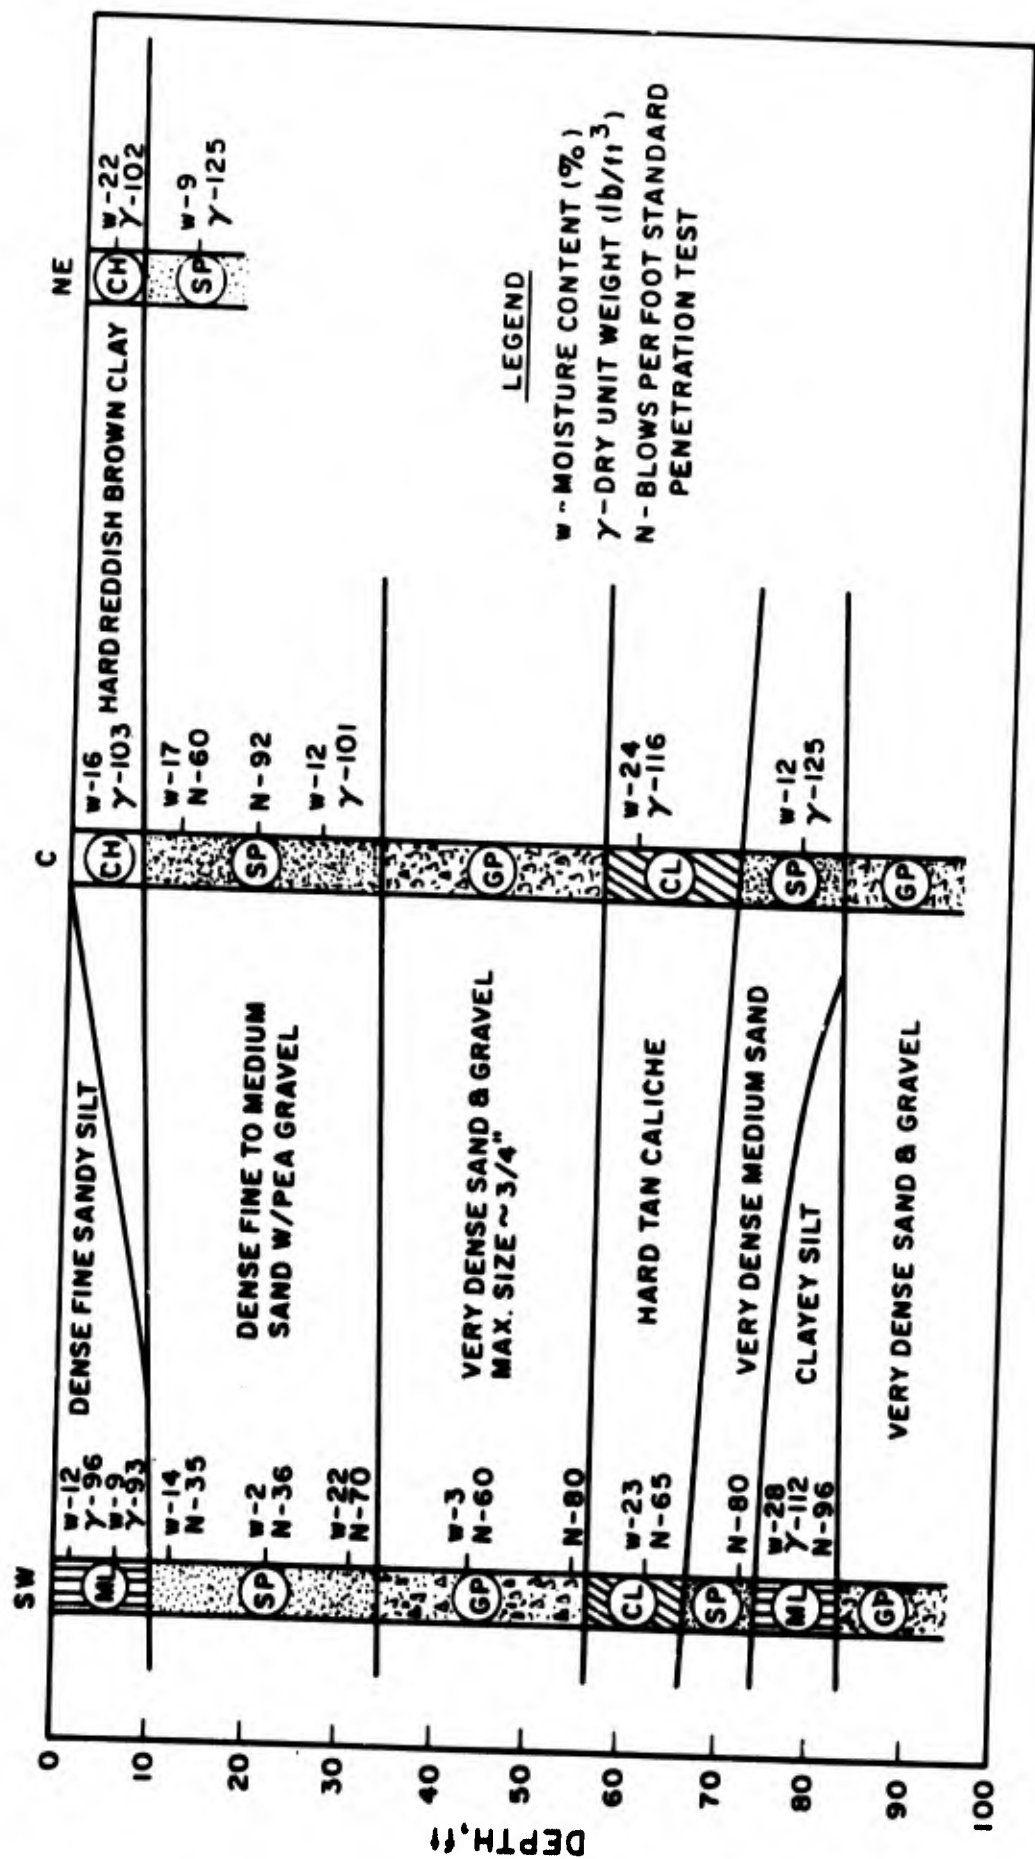 SW
C
NE
0
10
20
30
40
50
60
70
80
90
100
DEPTH, ft
ML
w-12
γ-96
w-9
γ-93
SP
w-14
N-35
w-2
N-36
w-22
N-70
GP
w-3
N-60
N-80
CL
w-23
N-65
SP
N-80
ML
w-28
γ-112
N-96
GP
DENSE FINE SANDY SILT
DENSE FINE TO MEDIUM
SAND W/PEA GRAVEL
VERY DENSE SAND & GRAVEL
MAX. SIZE ~ 3/4"
HARD TAN CALICHE
VERY DENSE MEDIUM SAND
CLAYEY SILT
VERY DENSE SAND & GRAVEL
CH
w-16
γ-103
SP
w-17
N-60
N-92
w-12
γ-101
GP
CL
w-24
γ-116
SP
w-12
γ-125
GP
HARD REDDISH BROWN CLAY
CH
w-22
γ-102
SP
w-9
γ-125
LEGEND
w - MOISTURE CONTENT (%)
γ - DRY UNIT WEIGHT (lb/ft³)
N - BLOWS PER FOOT STANDARD
PENETRATION TEST